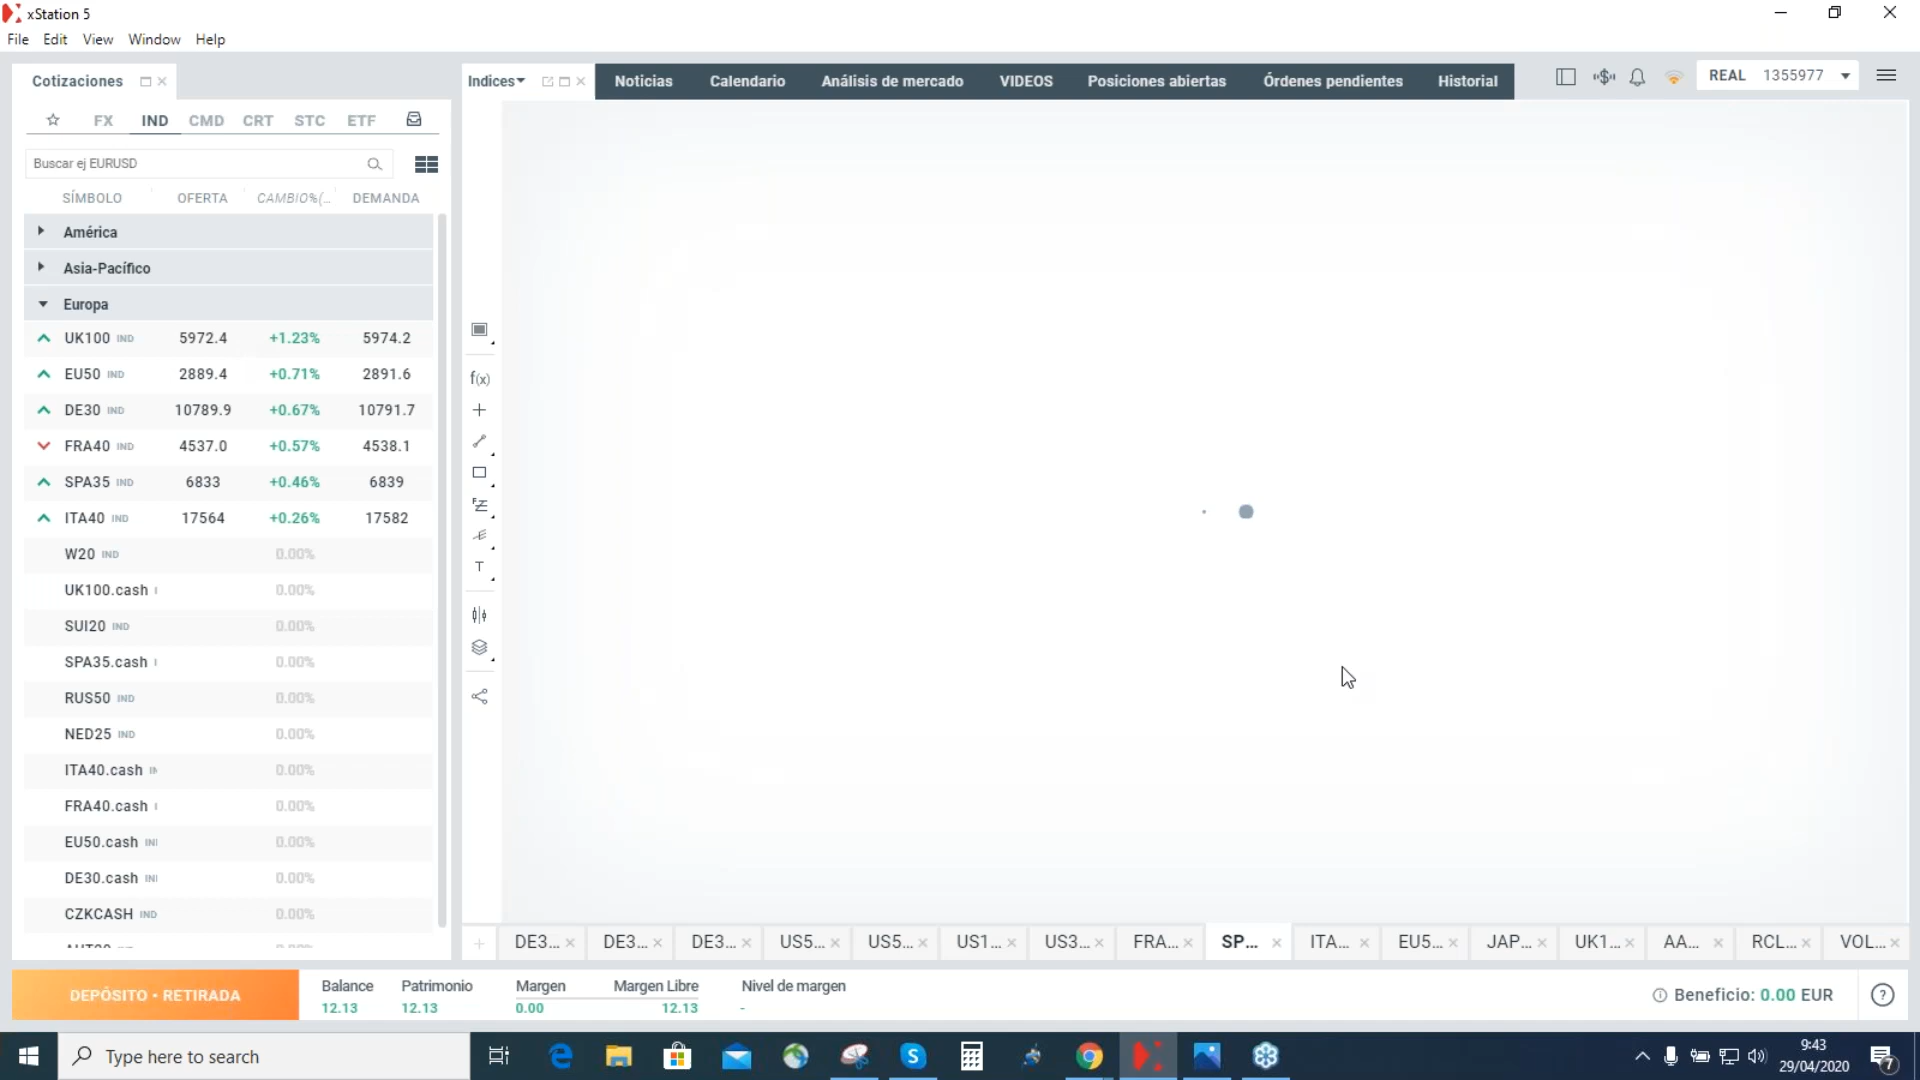 xStation 5
File Edit View Window Help
Cotizaciones
Indices
Noticias
Calendario
Análisis de mercado
VIDEOS
Posiciones abiertas
Órdenes pendientes
Historial
REAL 1355977
FX IND CMD CRT STC ETF
Buscar ej EURUSD
SÍMBOLO OFERTA CAMBIO%(... DEMANDA
América
Asia-Pacífico
Europa
UK100 IND 5972.4 +1.23% 5974.2
EU50 IND 2889.4 +0.71% 2891.6
DE30 IND 10789.9 +0.67% 10791.7
FRA40 IND 4537.0 +0.57% 4538.1
SPA35 IND 6833 +0.46% 6839
ITA40 IND 17564 +0.26% 17582
W20 IND 0.00%
UK100.cash 0.00%
SUI20 IND 0.00%
SPA35.cash 0.00%
RUS50 IND 0.00%
NED25 IND 0.00%
ITA40.cash 0.00%
FRA40.cash 0.00%
EU50.cash 0.00%
DE30.cash 0.00%
CZKCASH IND 0.00%
f(x)
T
DE3... DE3... DE3... US5... US5... US1... US3... FRA... SP... ITA... EU5... JAP... UK1... AA... RCL... VOL...
DEPÓSITO • RETIRADA
Balance Patrimonio Margen Margen Libre Nivel de margen
12.13 12.13 0.00 12.13 -
Beneficio: 0.00 EUR
?
Type here to search
9:43
29/04/2020
7